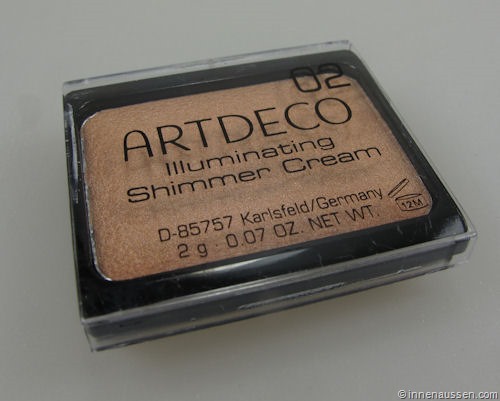 02
ARTDECO
Illuminating
Shimmer Cream
D-85757 Karlsfeld/Germany
2 g · 0.07 OZ. NET WT.
12M
©innenaussen.com